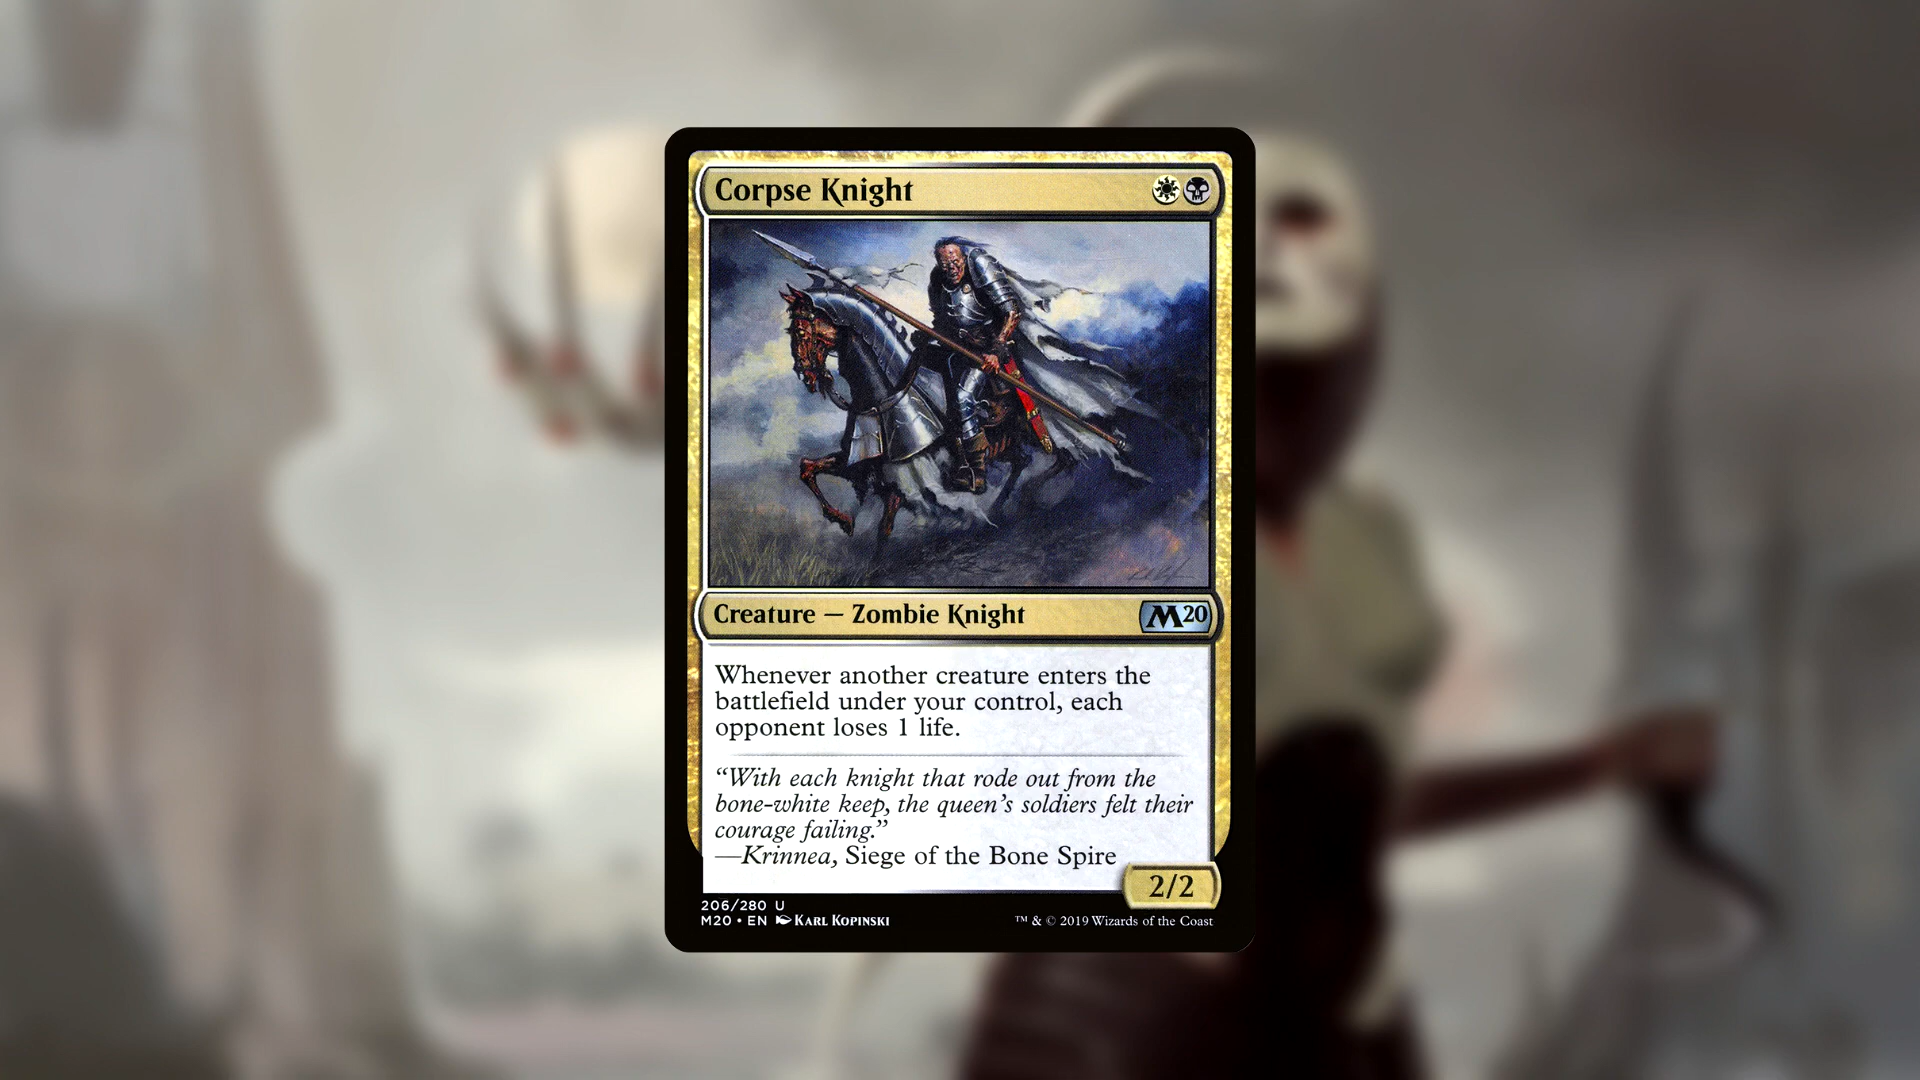 Corpse Knight
Creature — Zombie Knight
M20
Whenever another creature enters the
battlefield under your control, each
opponent loses 1 life.
“With each knight that rode out from the
bone-white keep, the queen’s soldiers felt their
courage failing.”
—Krinnea, Siege of the Bone Spire
2/2
206/280 U
M20 • EN KARL KOPINSKI
™ & © 2019 Wizards of the Coast